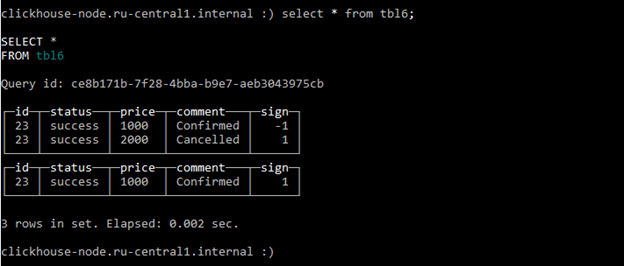 clickhouse-node.ru-central1.internal :) select * from tbl6;
SELECT *
FROM tbl6
Query id: ce8b171b-7f28-4bba-b9e7-aeb3043975cb
id status price comment sign
23 success 1000 Confirmed -1
23 success 2000 Cancelled 1
id status price comment sign
23 success 1000 Confirmed 1
3 rows in set. Elapsed: 0.002 sec.
clickhouse-node.ru-central1.internal :)